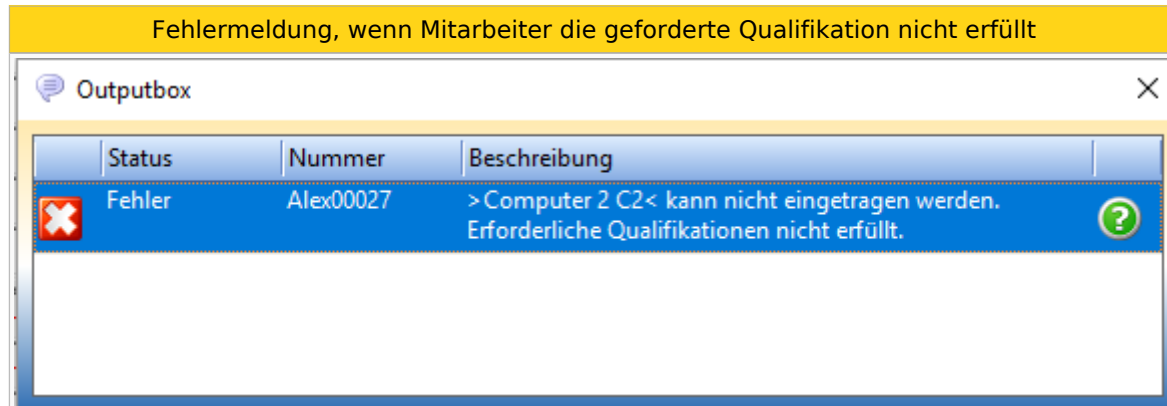 Fehlermeldung, wenn Mitarbeiter die geforderte Qualifikation nicht erfüllt
Outputbox
Status Nummer Beschreibung
Fehler Alex00027 >Computer 2 C2< kann nicht eingetragen werden.
Erforderliche Qualifikationen nicht erfüllt.